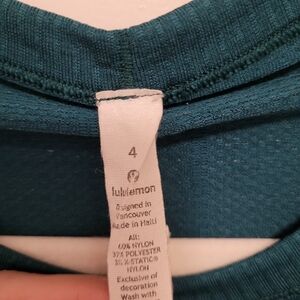 4
lululemon
designed in
Vancouver
Made in Haiti
All:
60% NYLON
37% POLYESTER
3% X-STATIC®
NYLON
Exclusive of
decoration
Wash with